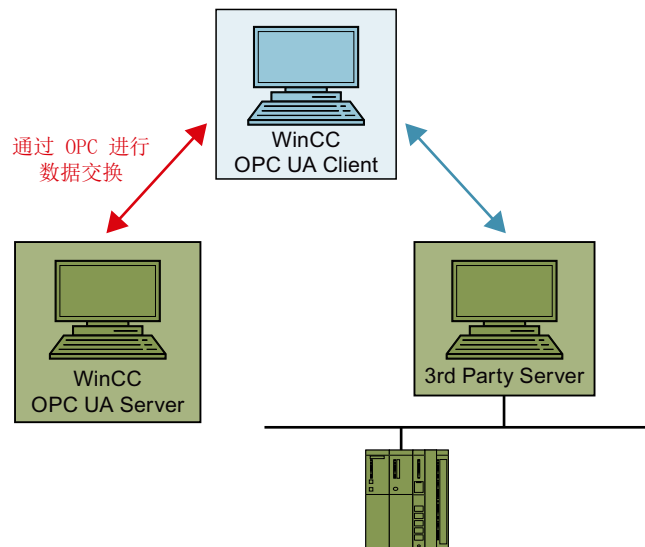 WinCC
OPC UA Client
通过 OPC 进行
数据交换
WinCC
OPC UA Server
3rd Party Server